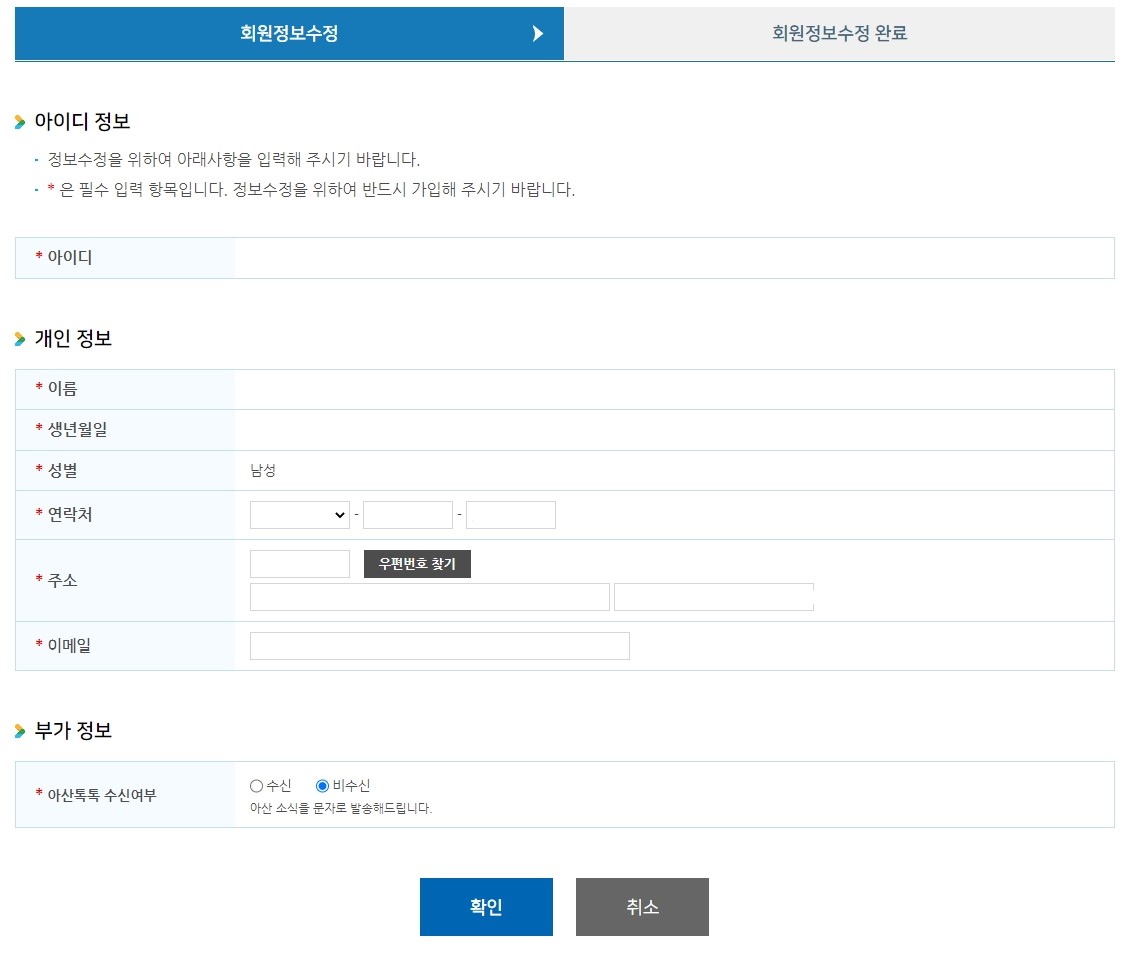 회원정보수정
회원정보수정 완료
아이디 정보
· 정보수정을 위하여 아래사항을 입력해 주시기 바랍니다.
· * 은 필수 입력 항목입니다. 정보수정을 위하여 반드시 가입해 주시기 바랍니다.
* 아이디
개인 정보
* 이름
* 생년월일
* 성별 남성
* 연락처 - -
* 주소 우편번호 찾기
* 이메일
부가 정보
* 아산톡톡 수신여부 수신 비수신
아산 소식을 문자로 발송해드립니다.
확인 취소